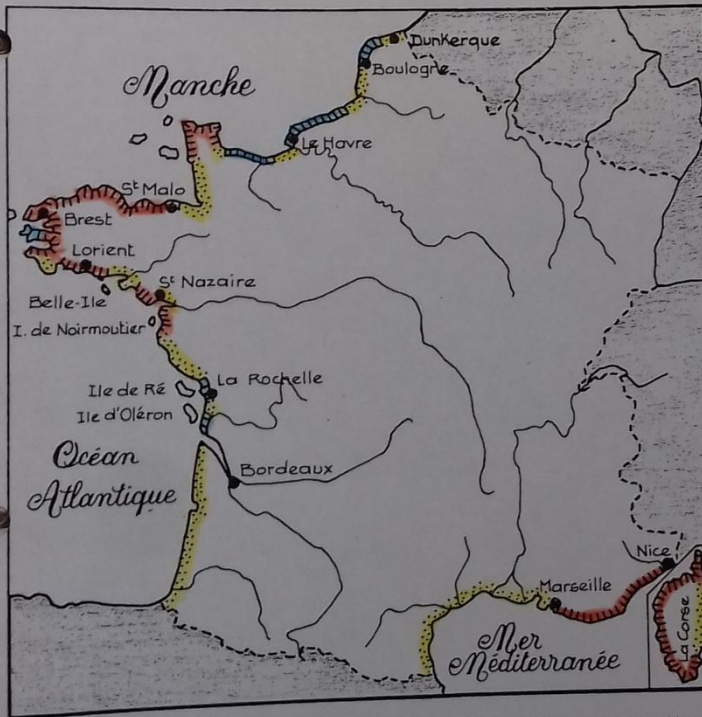 Dunkerque
Boulogne
Manche
Le Havre
St Malo
Brest
Lorient
St Nazaire
Belle-Ile
I. de Noirmoutier
La Rochelle
Ile de Ré
Ile d'Oléron
Océan
Atlantique
Bordeaux
Nice
Marseille
La Corse
Mer
Méditerranée